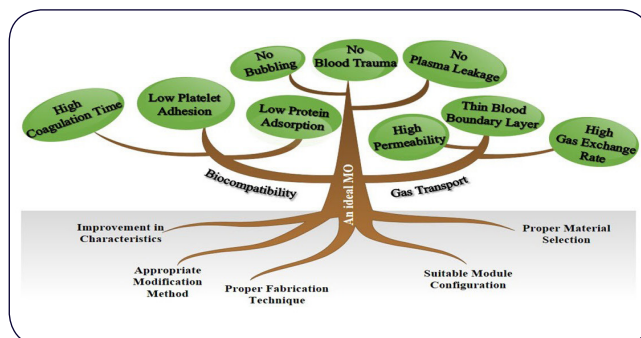 No
Bubbling
No
Blood Trauma
No
Plasma Leakage
High
Coagulation Time
Low Platelet
Adhesion
Low Protein
Adsorption
High
Permeability
Thin Blood
Boundary Layer
High
Gas Exchange
Rate
Biocompatibility
An ideal MO
Gas Transport
Improvement in
Characteristics
Appropriate
Modification
Method
Proper Fabrication
Technique
Suitable Module
Configuration
Proper Material
Selection